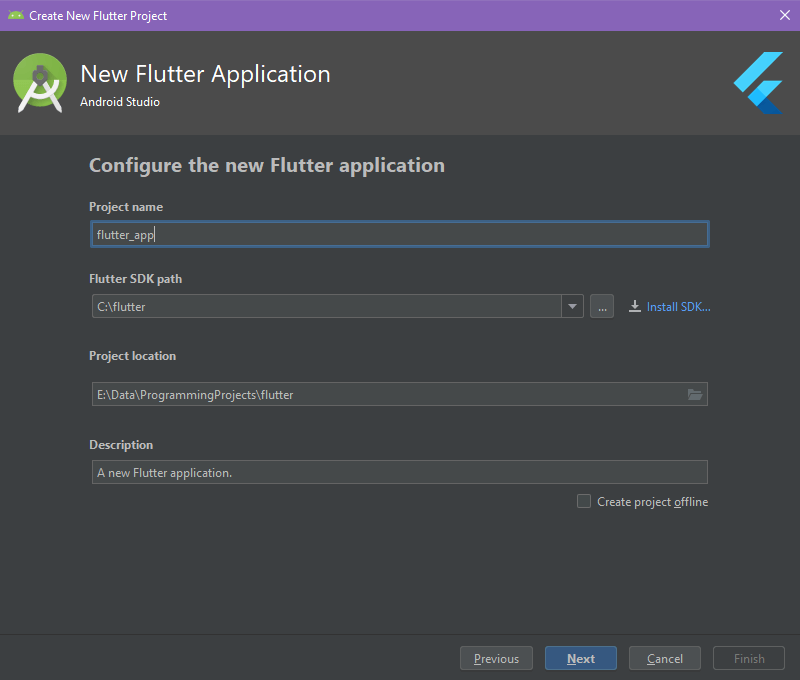 Create New Flutter Project
New Flutter Application
Android Studio
Configure the new Flutter application
Project name
flutter_app
Flutter SDK path
C:\flutter
...
Install SDK...
Project location
E:\Data\ProgrammingProjects\flutter
Description
A new Flutter application.
Create project offline
Previous
Next
Cancel
Finish